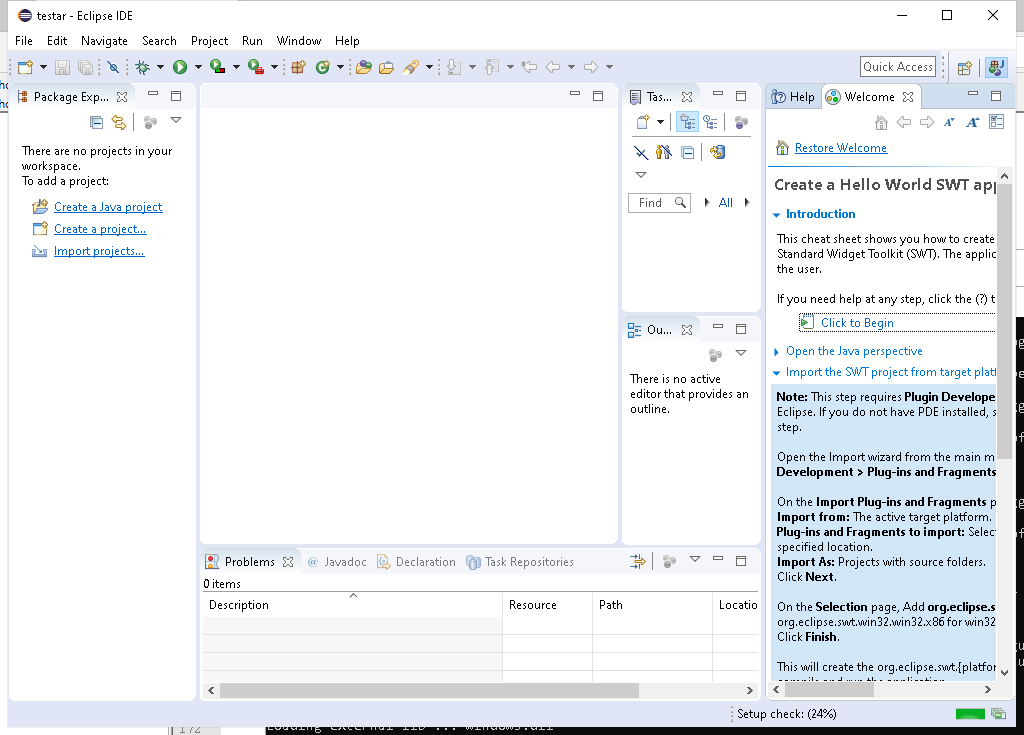 testar - Eclipse IDE
File Edit Navigate Search Project Run Window Help
Quick Access
Package Exp...
There are no projects in your
workspace.
To add a project:
Create a Java project
Create a project...
Import projects...
Tas...
Find
All
Ou...
There is no active
editor that provides an
outline.
Help
Welcome
Restore Welcome
Create a Hello World SWT app
Introduction
This cheat sheet shows you how to create
Standard Widget Toolkit (SWT). The applic
the user.
If you need help at any step, click the (?) t
Click to Begin
Open the Java perspective
Import the SWT project from target platf
Note: This step requires Plugin Develope
Eclipse. If you do not have PDE installed, s
step.
Open the Import wizard from the main m
Development > Plug-ins and Fragments
On the Import Plug-ins and Fragments p
Import from: The active target platform.
Plug-ins and Fragments to import: Selec
specified location.
Import As: Projects with source folders.
Click Next.
On the Selection page, Add org.eclipse.s
org.eclipse.swt.win32.win32.x86 for win32
Click Finish.
This will create the org.eclipse.swt.{platfor
compile and run the application.
Problems
@ Javadoc
Declaration
Task Repositories
0 items
Description Resource Path Locatio
Setup check: (24%)
172